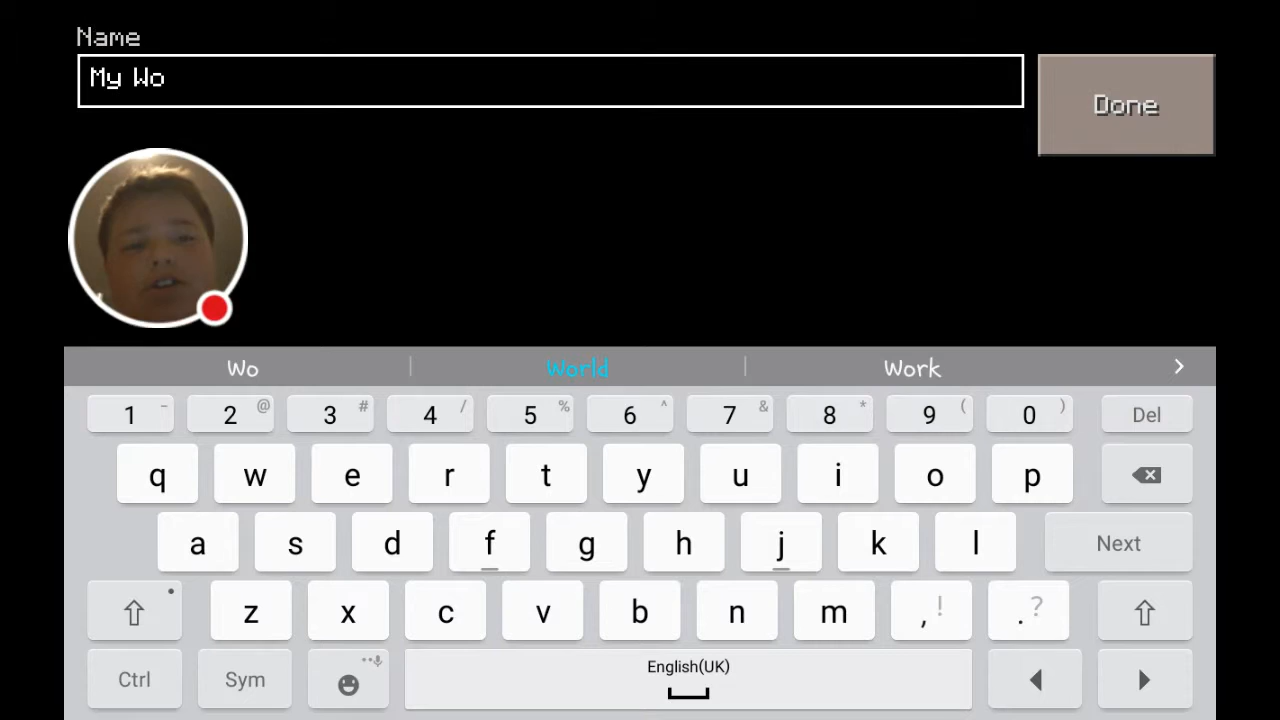 Name
My Wo
Done
Wo World Work >
1 - 2 @ 3 # 4 / 5 % 6 ^ 7 & 8 * 9 ( 0 ) Del
q w e r t y u i o p
a s d f g h j k l Next
z x c v b n m , ! . ?
Ctrl Sym English(UK)